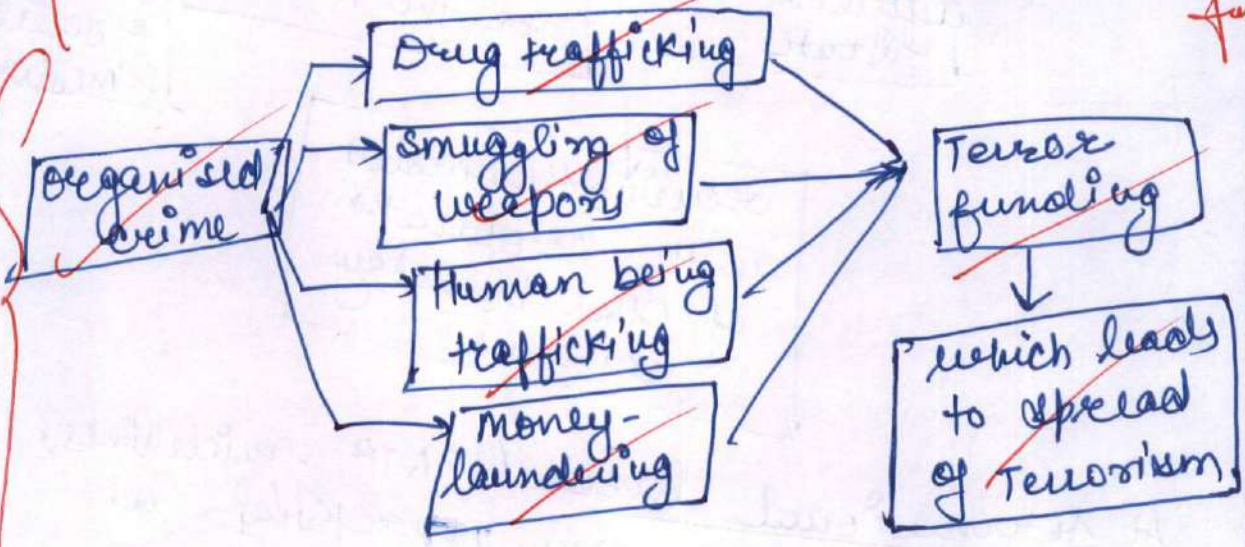 Organised
crime
Drug trafficking
Smuggling of
weapons
Human being
trafficking
Money-
laundering
Terror
funding
which leads
to spread
of Terrorism